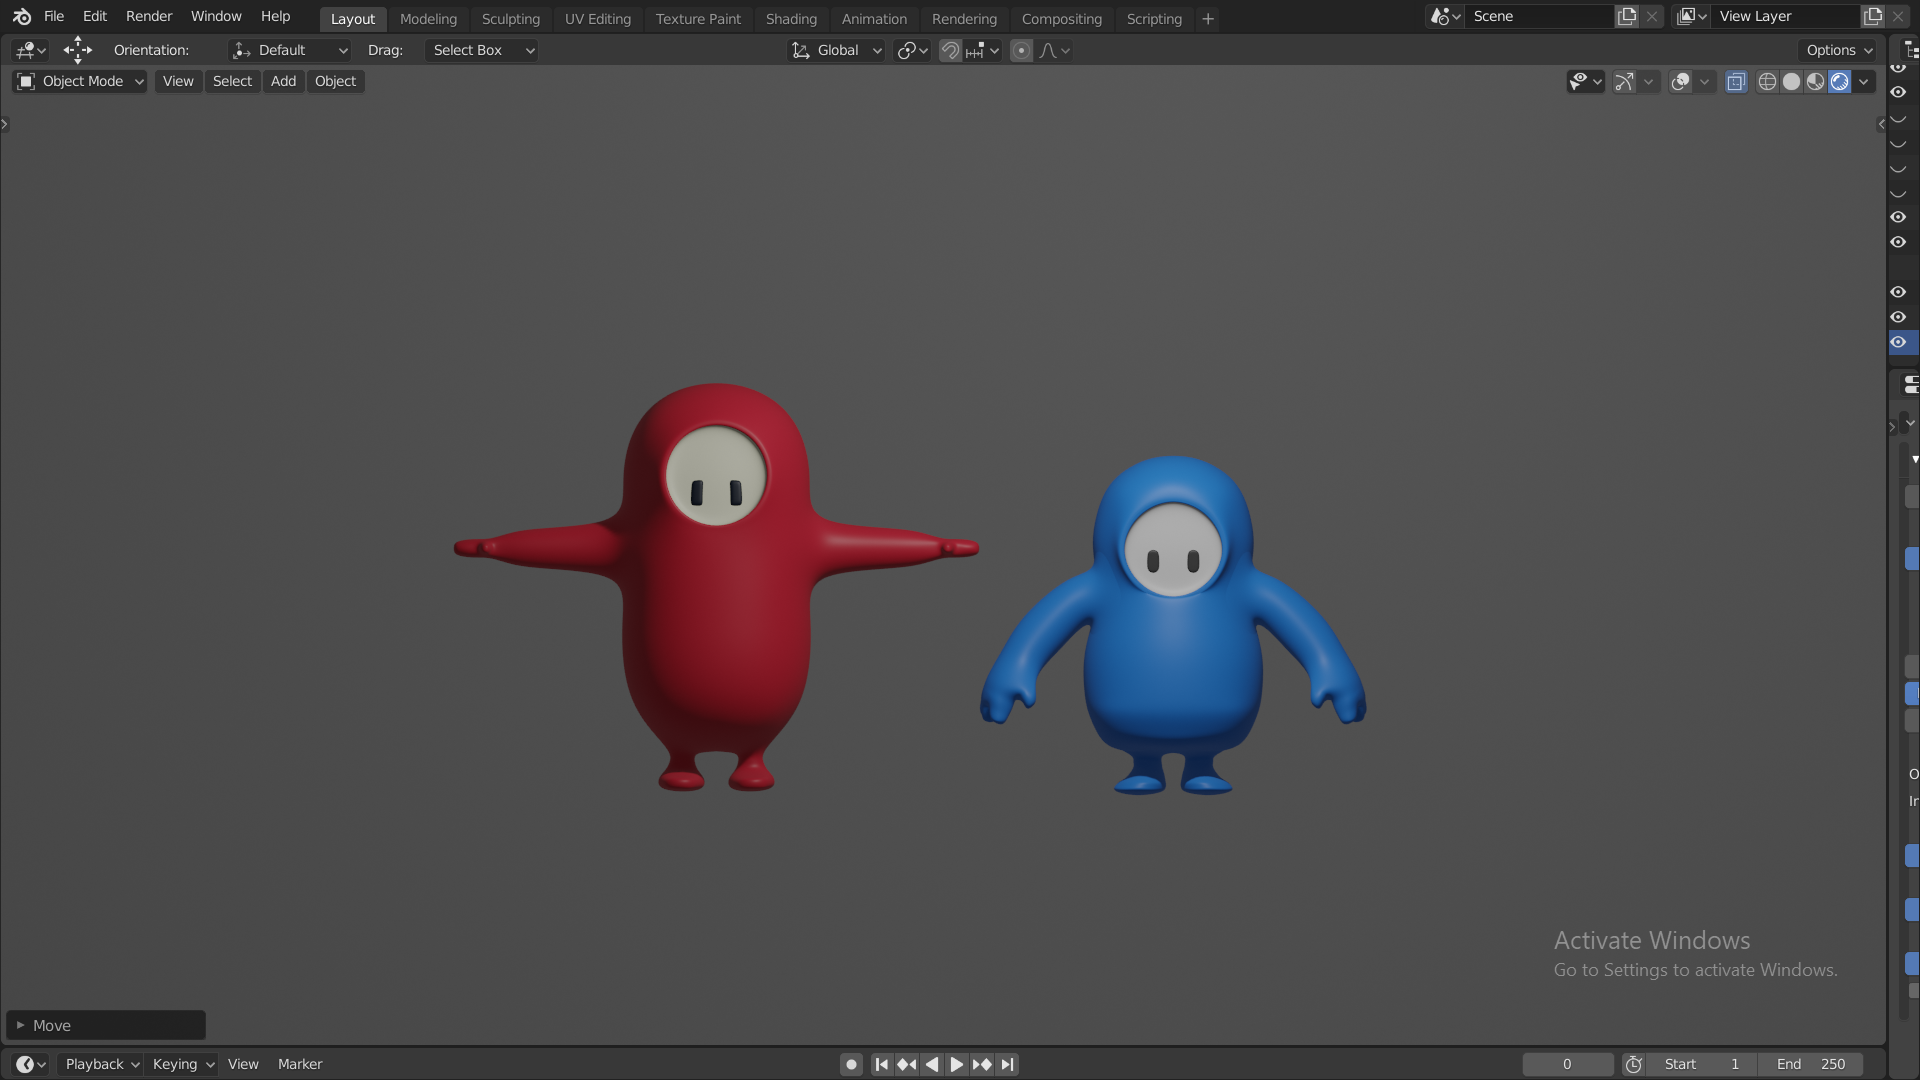 File Edit Render Window Help Layout Modeling Sculpting UV Editing Texture Paint Shading Animation Rendering Compositing Scripting + Scene View Layer
Orientation: Default Drag: Select Box Global Options
Object Mode View Select Add Object
Activate Windows
Go to Settings to activate Windows.
Move
Playback Keying View Marker 0 Start 1 End 250